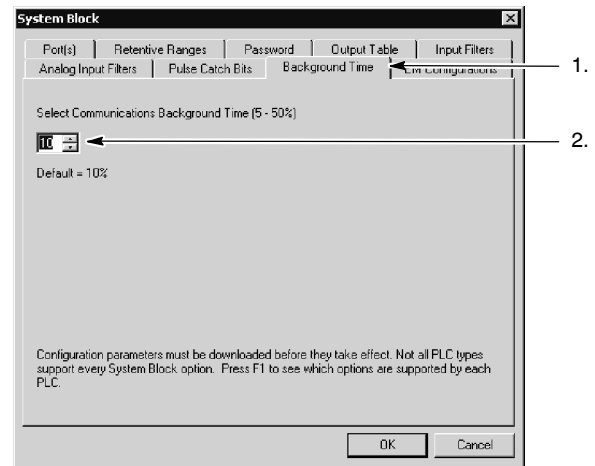 System Block
Port(s) Retentive Ranges Password Output Table Input Filters
Analog Input Filters Pulse Catch Bits Background Time EM Configurations
1.
Select Communications Background Time (5 - 50%)
10
2.
Default = 10%
Configuration parameters must be downloaded before they take effect. Not all PLC types
support every System Block option. Press F1 to see which options are supported by each
PLC.
OK Cancel